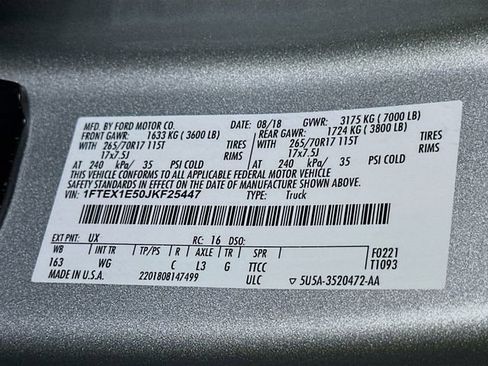 MFD. BY FORD MOTOR CO. DATE: 08/18 GVWR: 3175 KG ( 7000 LB)
FRONT GAWR: 1633 KG ( 3600 LB) REAR GAWR: 1724 KG ( 3800 LB)
WITH 265/70R17 115T TIRES WITH 265/70R17 115T TIRES
17x7.5J RIMS 17x7.5J RIMS
AT 240 kPa/ 35 PSI COLD AT 240 kPa/ 35 PSI COLD
THIS VEHICLE CONFORMS TO ALL APPLICABLE FEDERAL MOTOR VEHICLE
SAFETY STANDARDS IN EFFECT ON THE DATE OF MANUFACTURE SHOWN ABOVE.
VIN: 1FTEX1E50JKF25447 TYPE: Truck
EXT PNT: UX RC: 16 DSO: F0221
WB INT TR TP/PS R AXLE TR SPR T1093
163 WG C L3 G TTCC
MADE IN U.S.A. 2201808147499 ULC ▽ 5U5A-3520472-AA